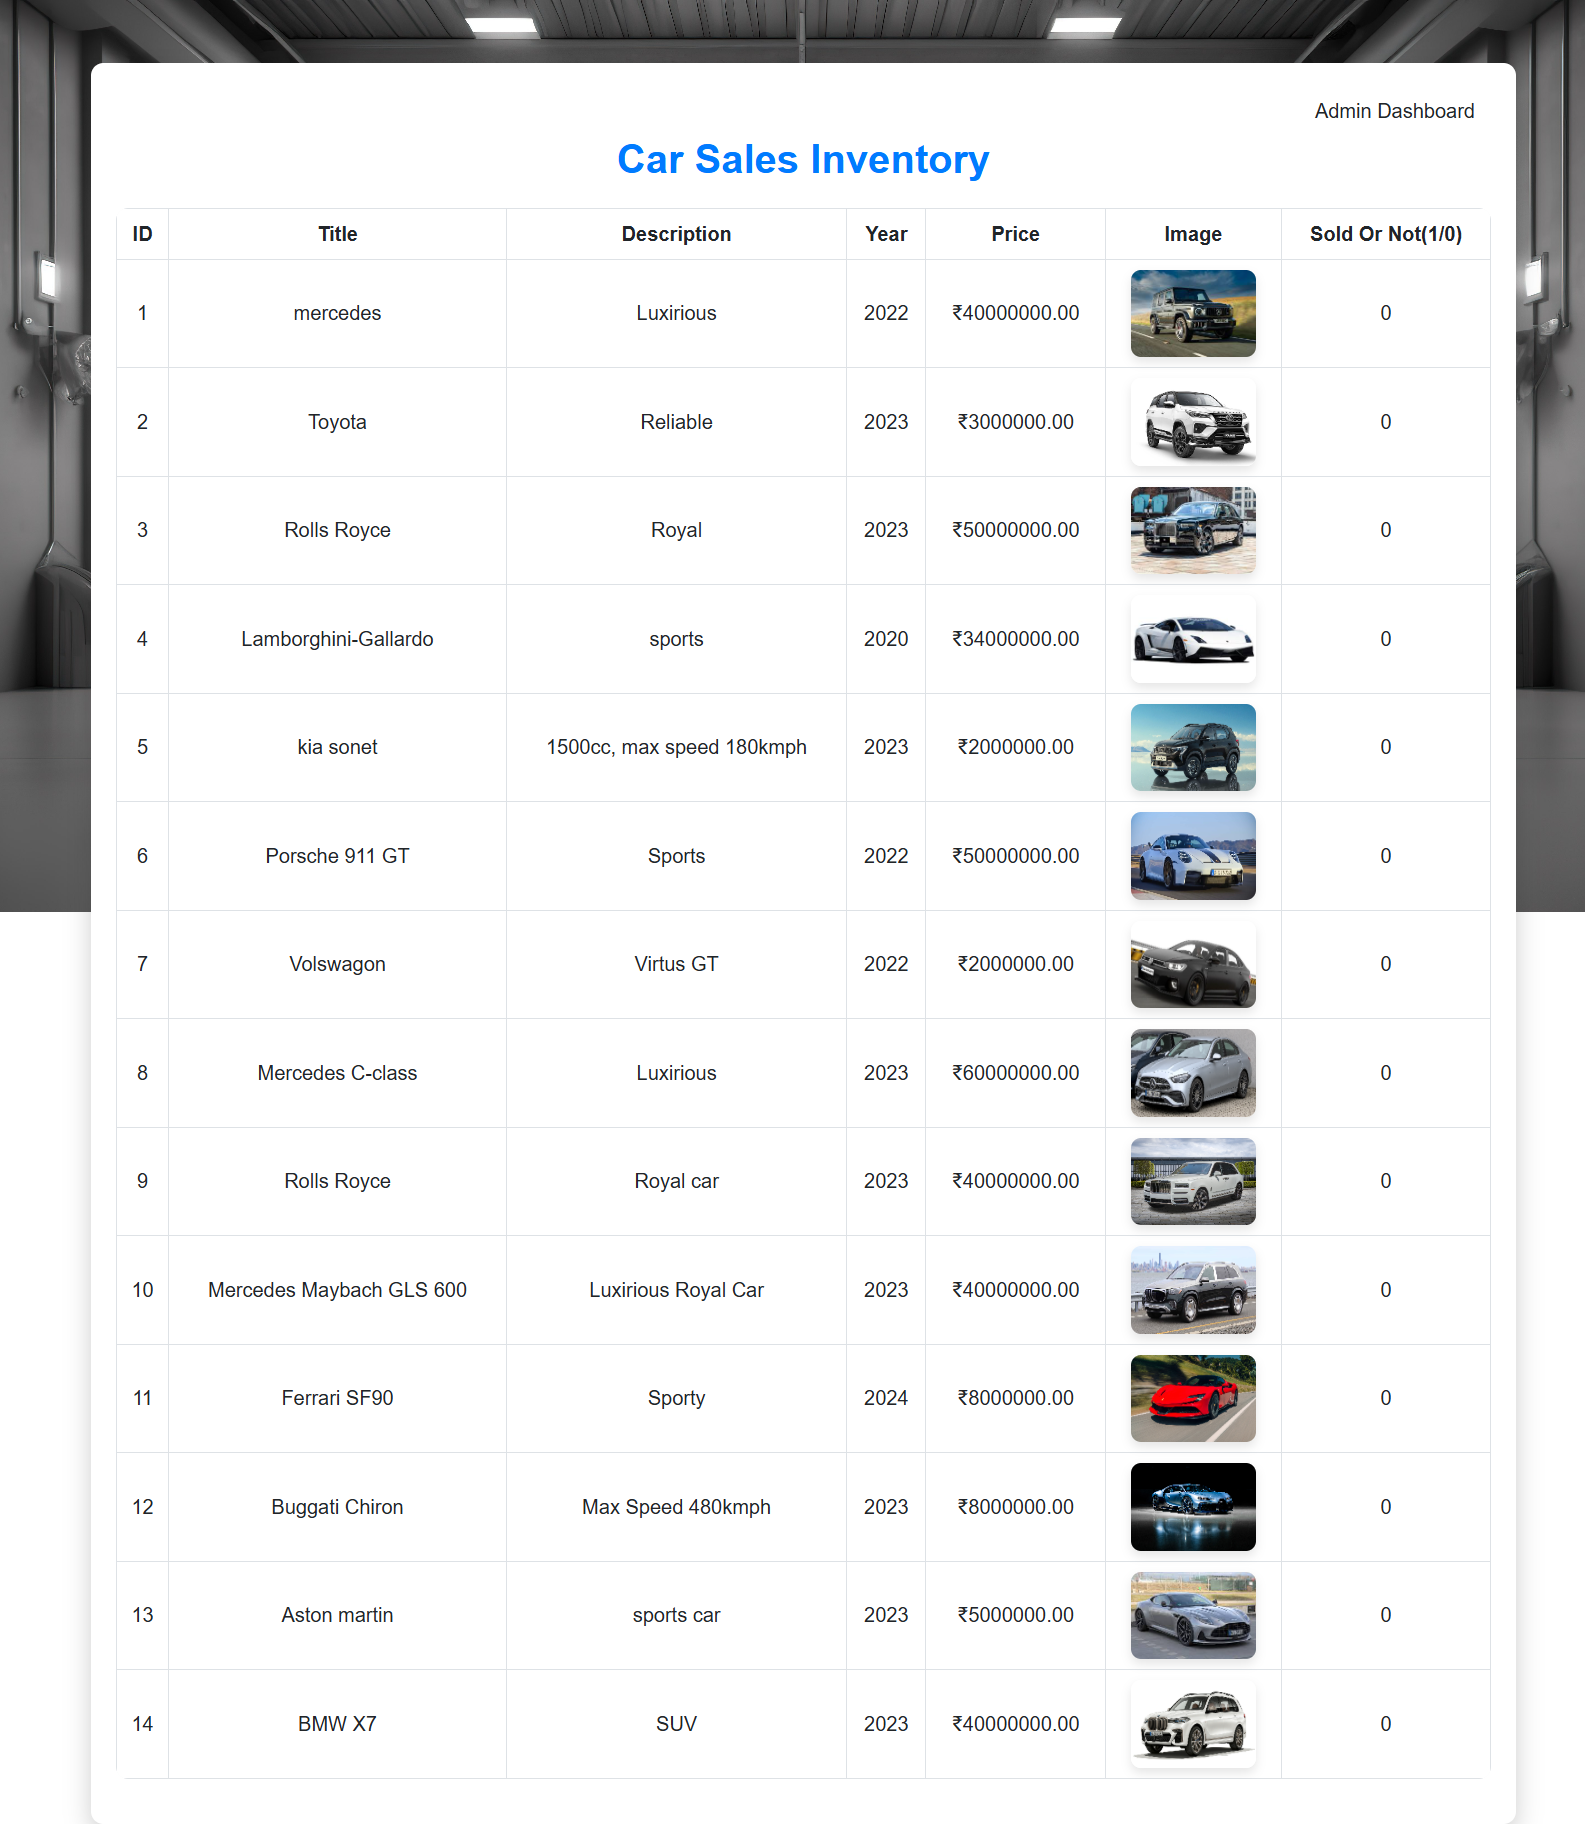 Admin Dashboard
Car Sales Inventory
ID Title Description Year Price Image Sold Or Not(1/0)
1 mercedes Luxirious 2022 ₹40000000.00 0
2 Toyota Reliable 2023 ₹3000000.00 0
3 Rolls Royce Royal 2023 ₹50000000.00 0
4 Lamborghini-Gallardo sports 2020 ₹34000000.00 0
5 kia sonet 1500cc, max speed 180kmph 2023 ₹2000000.00 0
6 Porsche 911 GT Sports 2022 ₹50000000.00 0
7 Volswagon Virtus GT 2022 ₹2000000.00 0
8 Mercedes C-class Luxirious 2023 ₹60000000.00 0
9 Rolls Royce Royal car 2023 ₹40000000.00 0
10 Mercedes Maybach GLS 600 Luxirious Royal Car 2023 ₹40000000.00 0
11 Ferrari SF90 Sporty 2024 ₹8000000.00 0
12 Buggati Chiron Max Speed 480kmph 2023 ₹8000000.00 0
13 Aston martin sports car 2023 ₹5000000.00 0
14 BMW X7 SUV 2023 ₹40000000.00 0